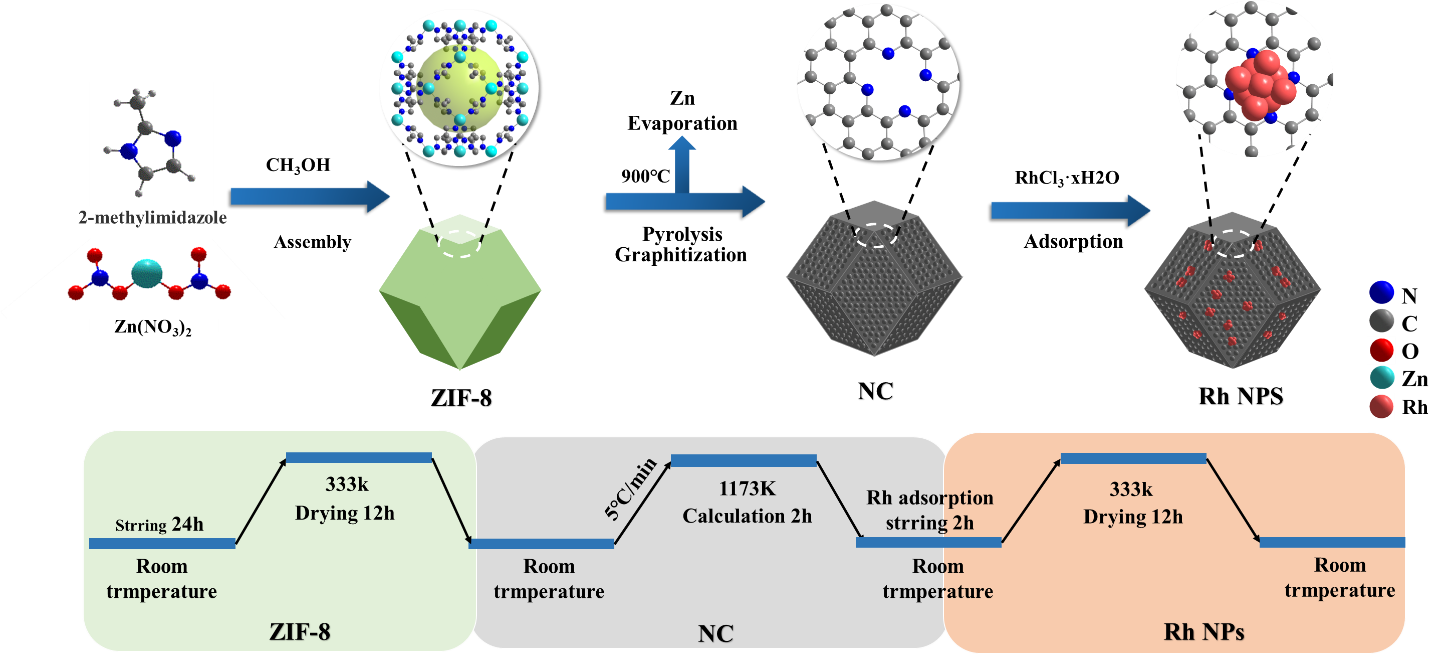 2-methylimidazole
Zn(NO₃)₂
CH₃OH
Assembly
ZIF-8
Zn
Evaporation
900°C
Pyrolysis
Graphitization
NC
RhCl₃·xH2O
Adsorption
Rh NPS
N
C
O
Zn
Rh
Strring 24h
Room
trmperature
333k
Drying 12h
ZIF-8
Room
trmperature
5°C/min
1173K
Calculation 2h
NC
Rh adsorption
strring 2h
Room
trmperature
333k
Drying 12h
Room
trmperature
Rh NPs